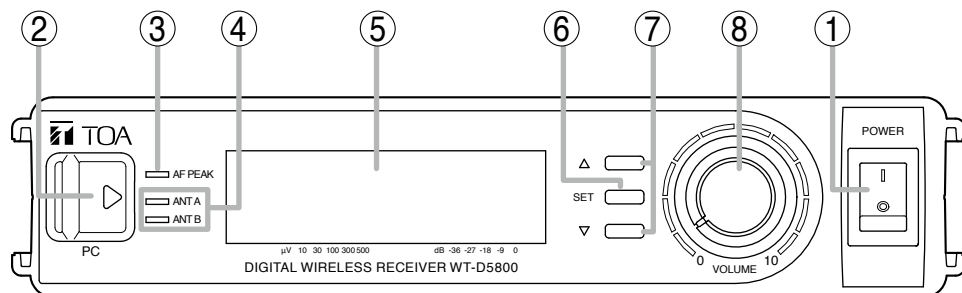 ② ③ ④ ⑤ ⑥ ⑦ ⑧ ①
TOA
POWER
AF PEAK
ANT A
ANT B
SET
PC
μV 10 30 100 300 500 dB -36 -27 -18 -9 0
DIGITAL WIRELESS RECEIVER WT-D5800
0 10
VOLUME